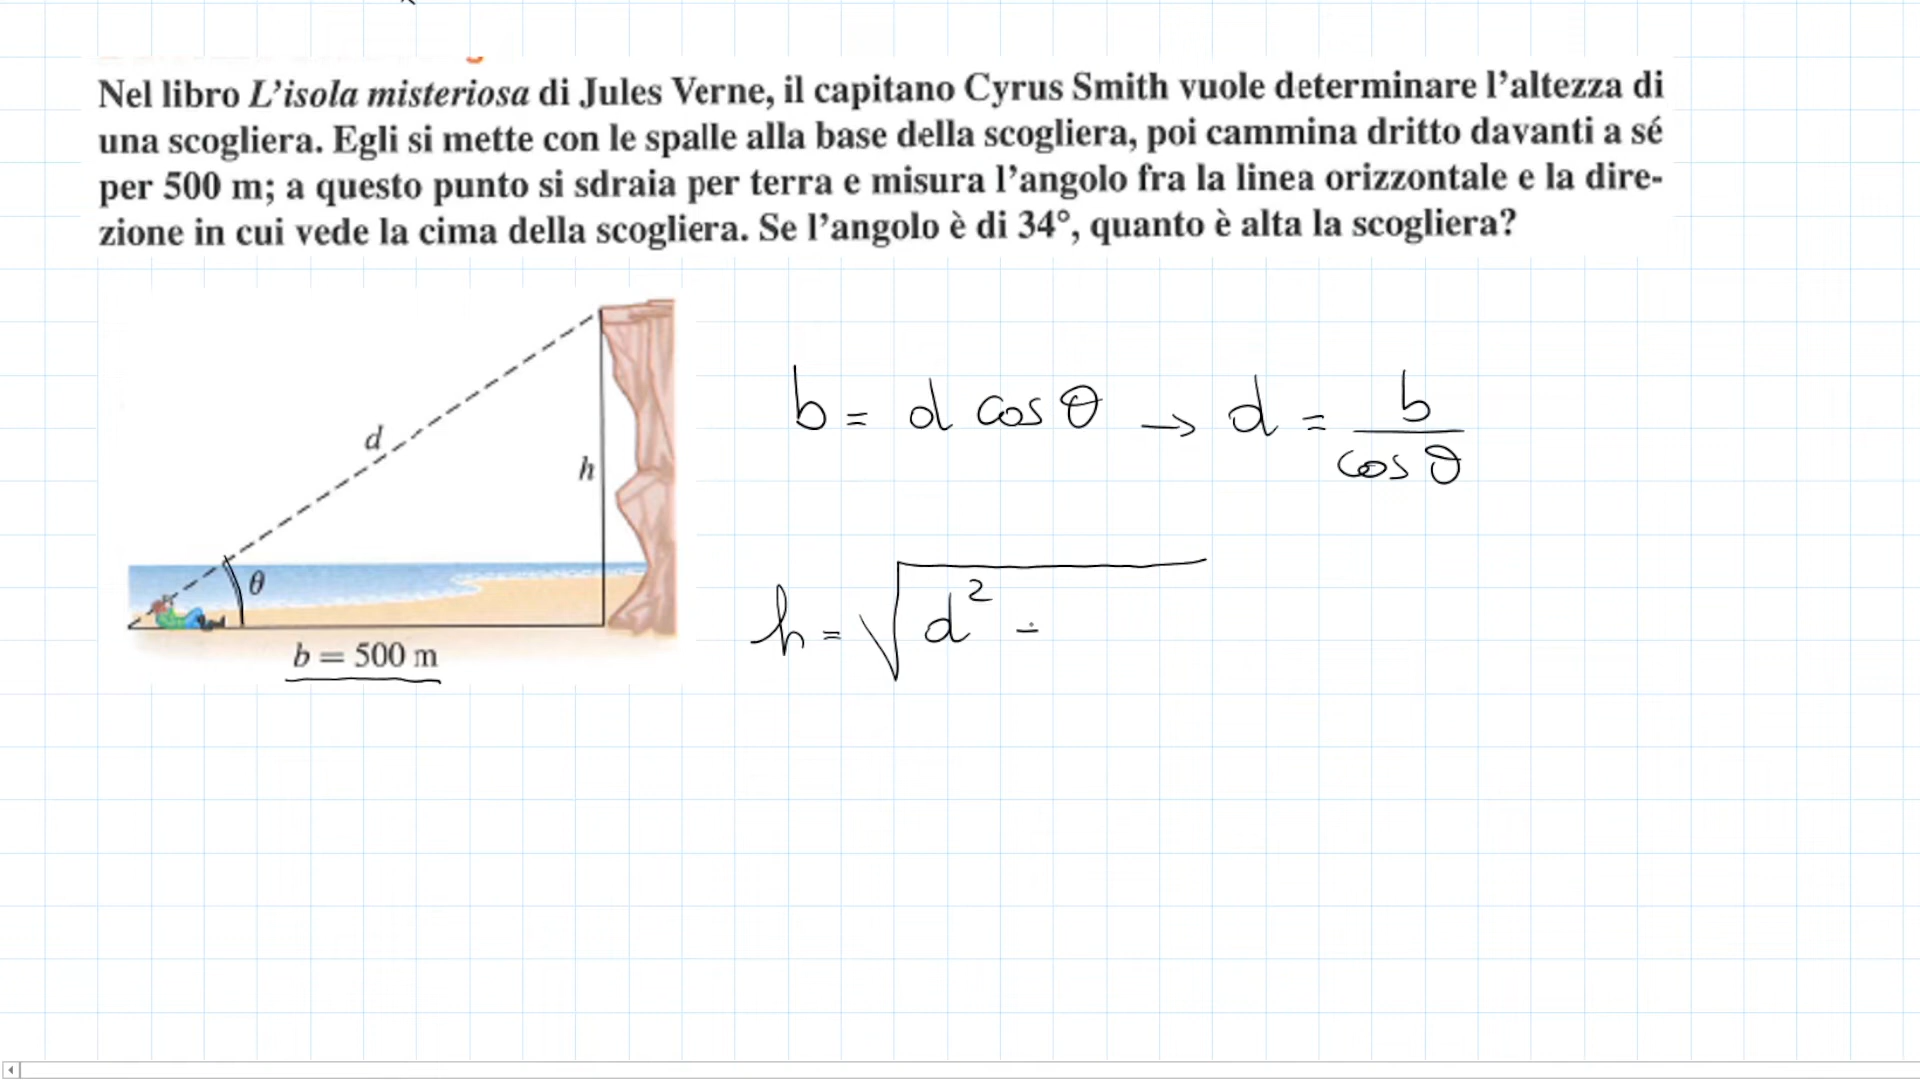 Nel libro L’isola misteriosa di Jules Verne, il capitano Cyrus Smith vuole determinare l’altezza di
una scogliera. Egli si mette con le spalle alla base della scogliera, poi cammina dritto davanti a sé
per 500 m; a questo punto si sdraia per terra e misura l’angolo fra la linea orizzontale e la dire-
zione in cui vede la cima della scogliera. Se l’angolo è di 34°, quanto è alta la scogliera?
d
h
θ
b = 500 m
b = d cos θ → d = b / cos θ
h = √ d² -